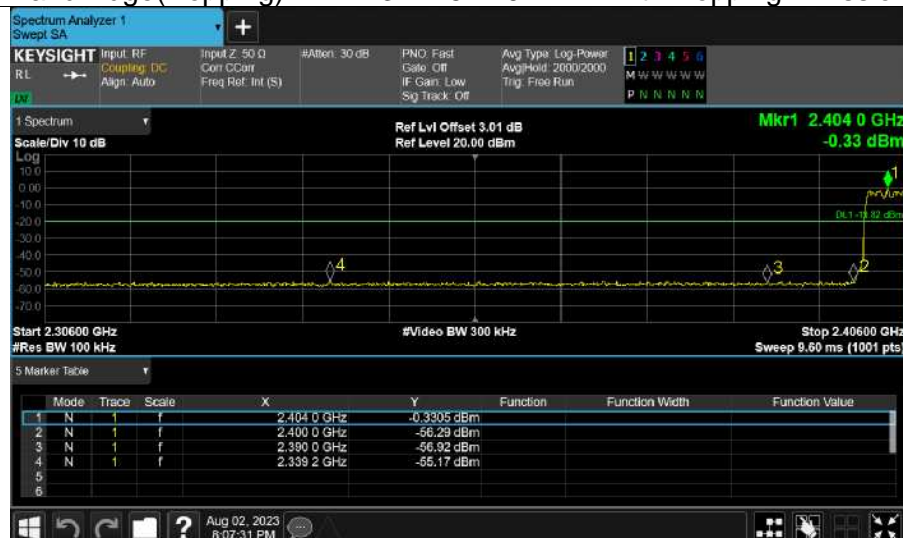 Spectrum Analyzer 1
Swept SA
+
KEYSIGHT Input: RF Input Z: 50 Ω #Atten: 30 dB PNO: Fast Avg Type: Log-Power 1 2 3 4 5 6
RL Coupling: DC Corr CCorr Gate: Off Avg|Hold: 2000/2000 M W W W W W
Align: Auto Freq Ref: Int (S) IF Gain: Low Trig: Free Run
Sig Track: Off P N N N N N
1 Spectrum Ref Lvl Offset 3.01 dB Mkr1 2.404 0 GHz
Scale/Div 10 dB Ref Level 20.00 dBm -0.33 dBm
Log
10.0
0.00
-10.0
-20.0
-30.0
-40.0
-50.0
-60.0
-70.0
1
4
3
2
Start 2.30600 GHz #Video BW 300 kHz Stop 2.40600 GHz
#Res BW 100 kHz Sweep 9.60 ms (1001 pts)
5 Marker Table
Mode Trace Scale X Y Function Function Width Function Value
1 N 1 f 2.404 0 GHz -0.3305 dBm
2 N 1 f 2.400 0 GHz -56.29 dBm
3 N 1 f 2.390 0 GHz -56.92 dBm
4 N 1 f 2.339 2 GHz -55.17 dBm
5
6
? Aug 02, 2023
8:07:31 PM